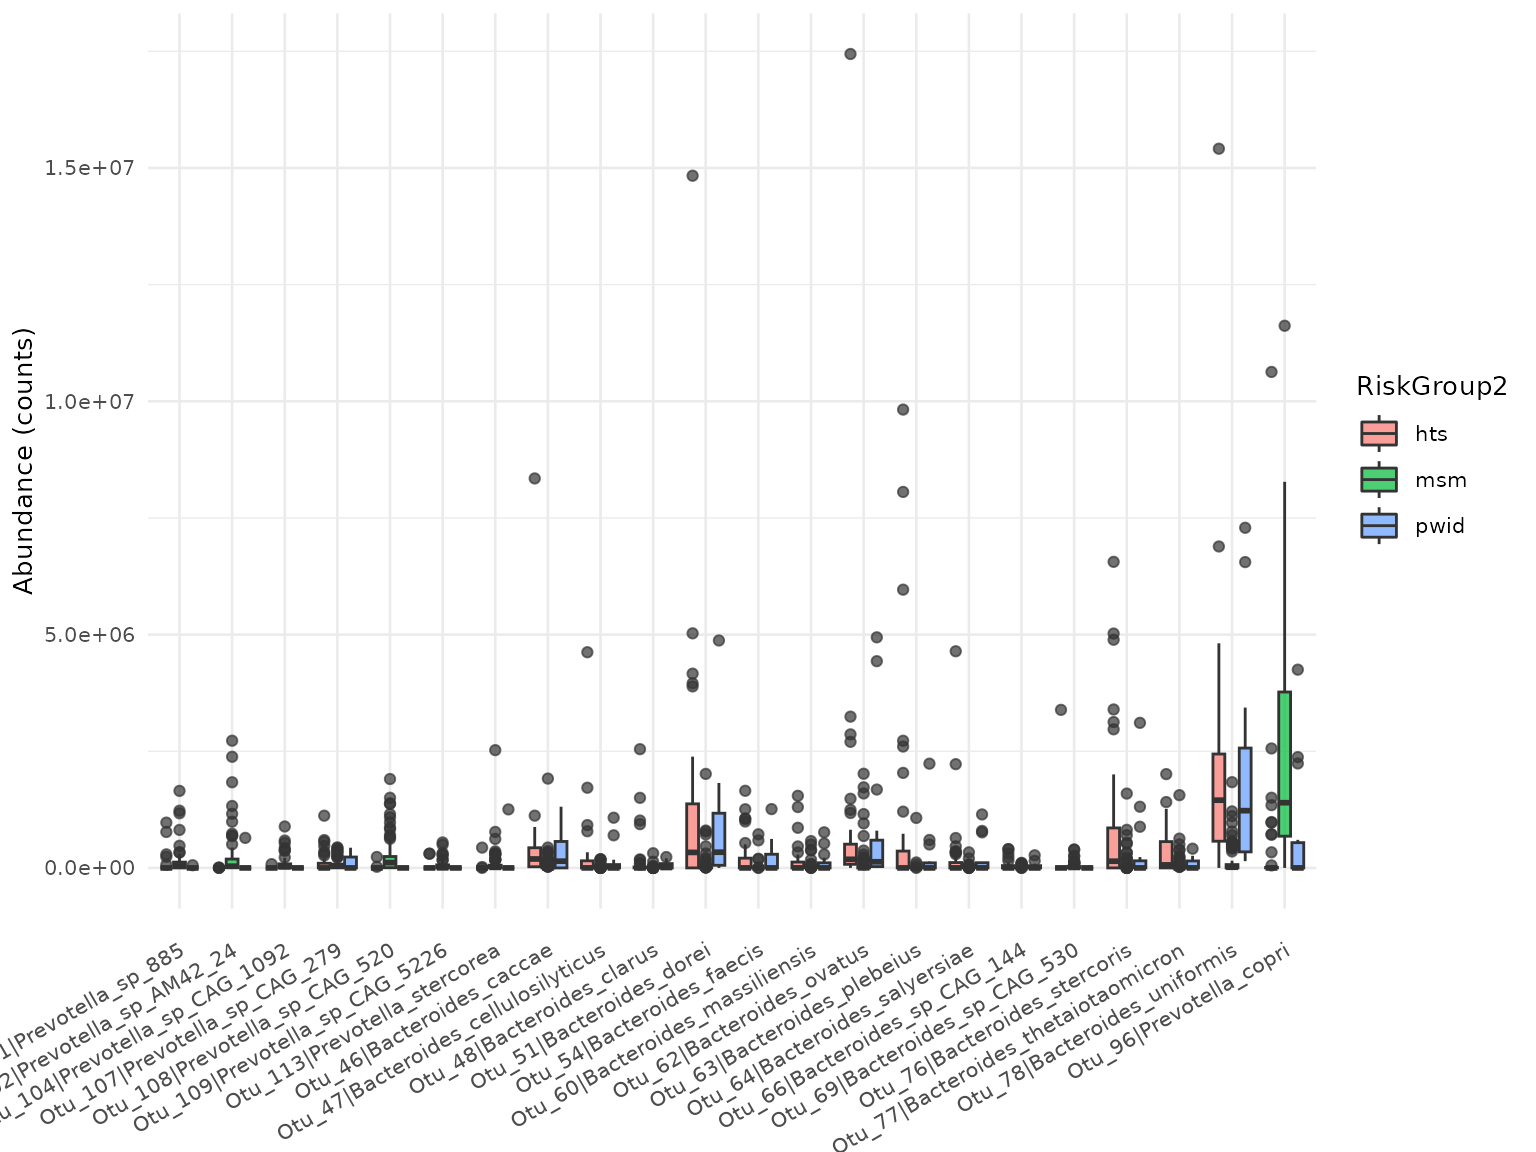 1.5e+07
1.0e+07
5.0e+06
0.0e+00
Abundance (counts)
RiskGroup2
hts
msm
pwid
1|Prevotella_sp_885
2|Prevotella_sp_AM42_24
u_104|Prevotella_sp_CAG_1092
Otu_107|Prevotella_sp_CAG_279
Otu_108|Prevotella_sp_CAG_520
Otu_109|Prevotella_sp_CAG_5226
Otu_113|Prevotella_stercorea
Otu_46|Bacteroides_caccae
Otu_47|Bacteroides_cellulosilyticus
Otu_48|Bacteroides_clarus
Otu_51|Bacteroides_dorei
Otu_54|Bacteroides_faecis
Otu_60|Bacteroides_massiliensis
Otu_62|Bacteroides_ovatus
Otu_63|Bacteroides_plebeius
Otu_64|Bacteroides_salyersiae
Otu_66|Bacteroides_sp_CAG_144
Otu_69|Bacteroides_sp_CAG_530
Otu_76|Bacteroides_stercoris
Otu_77|Bacteroides_thetaiotaomicron
Otu_78|Bacteroides_uniformis
Otu_96|Prevotella_copri